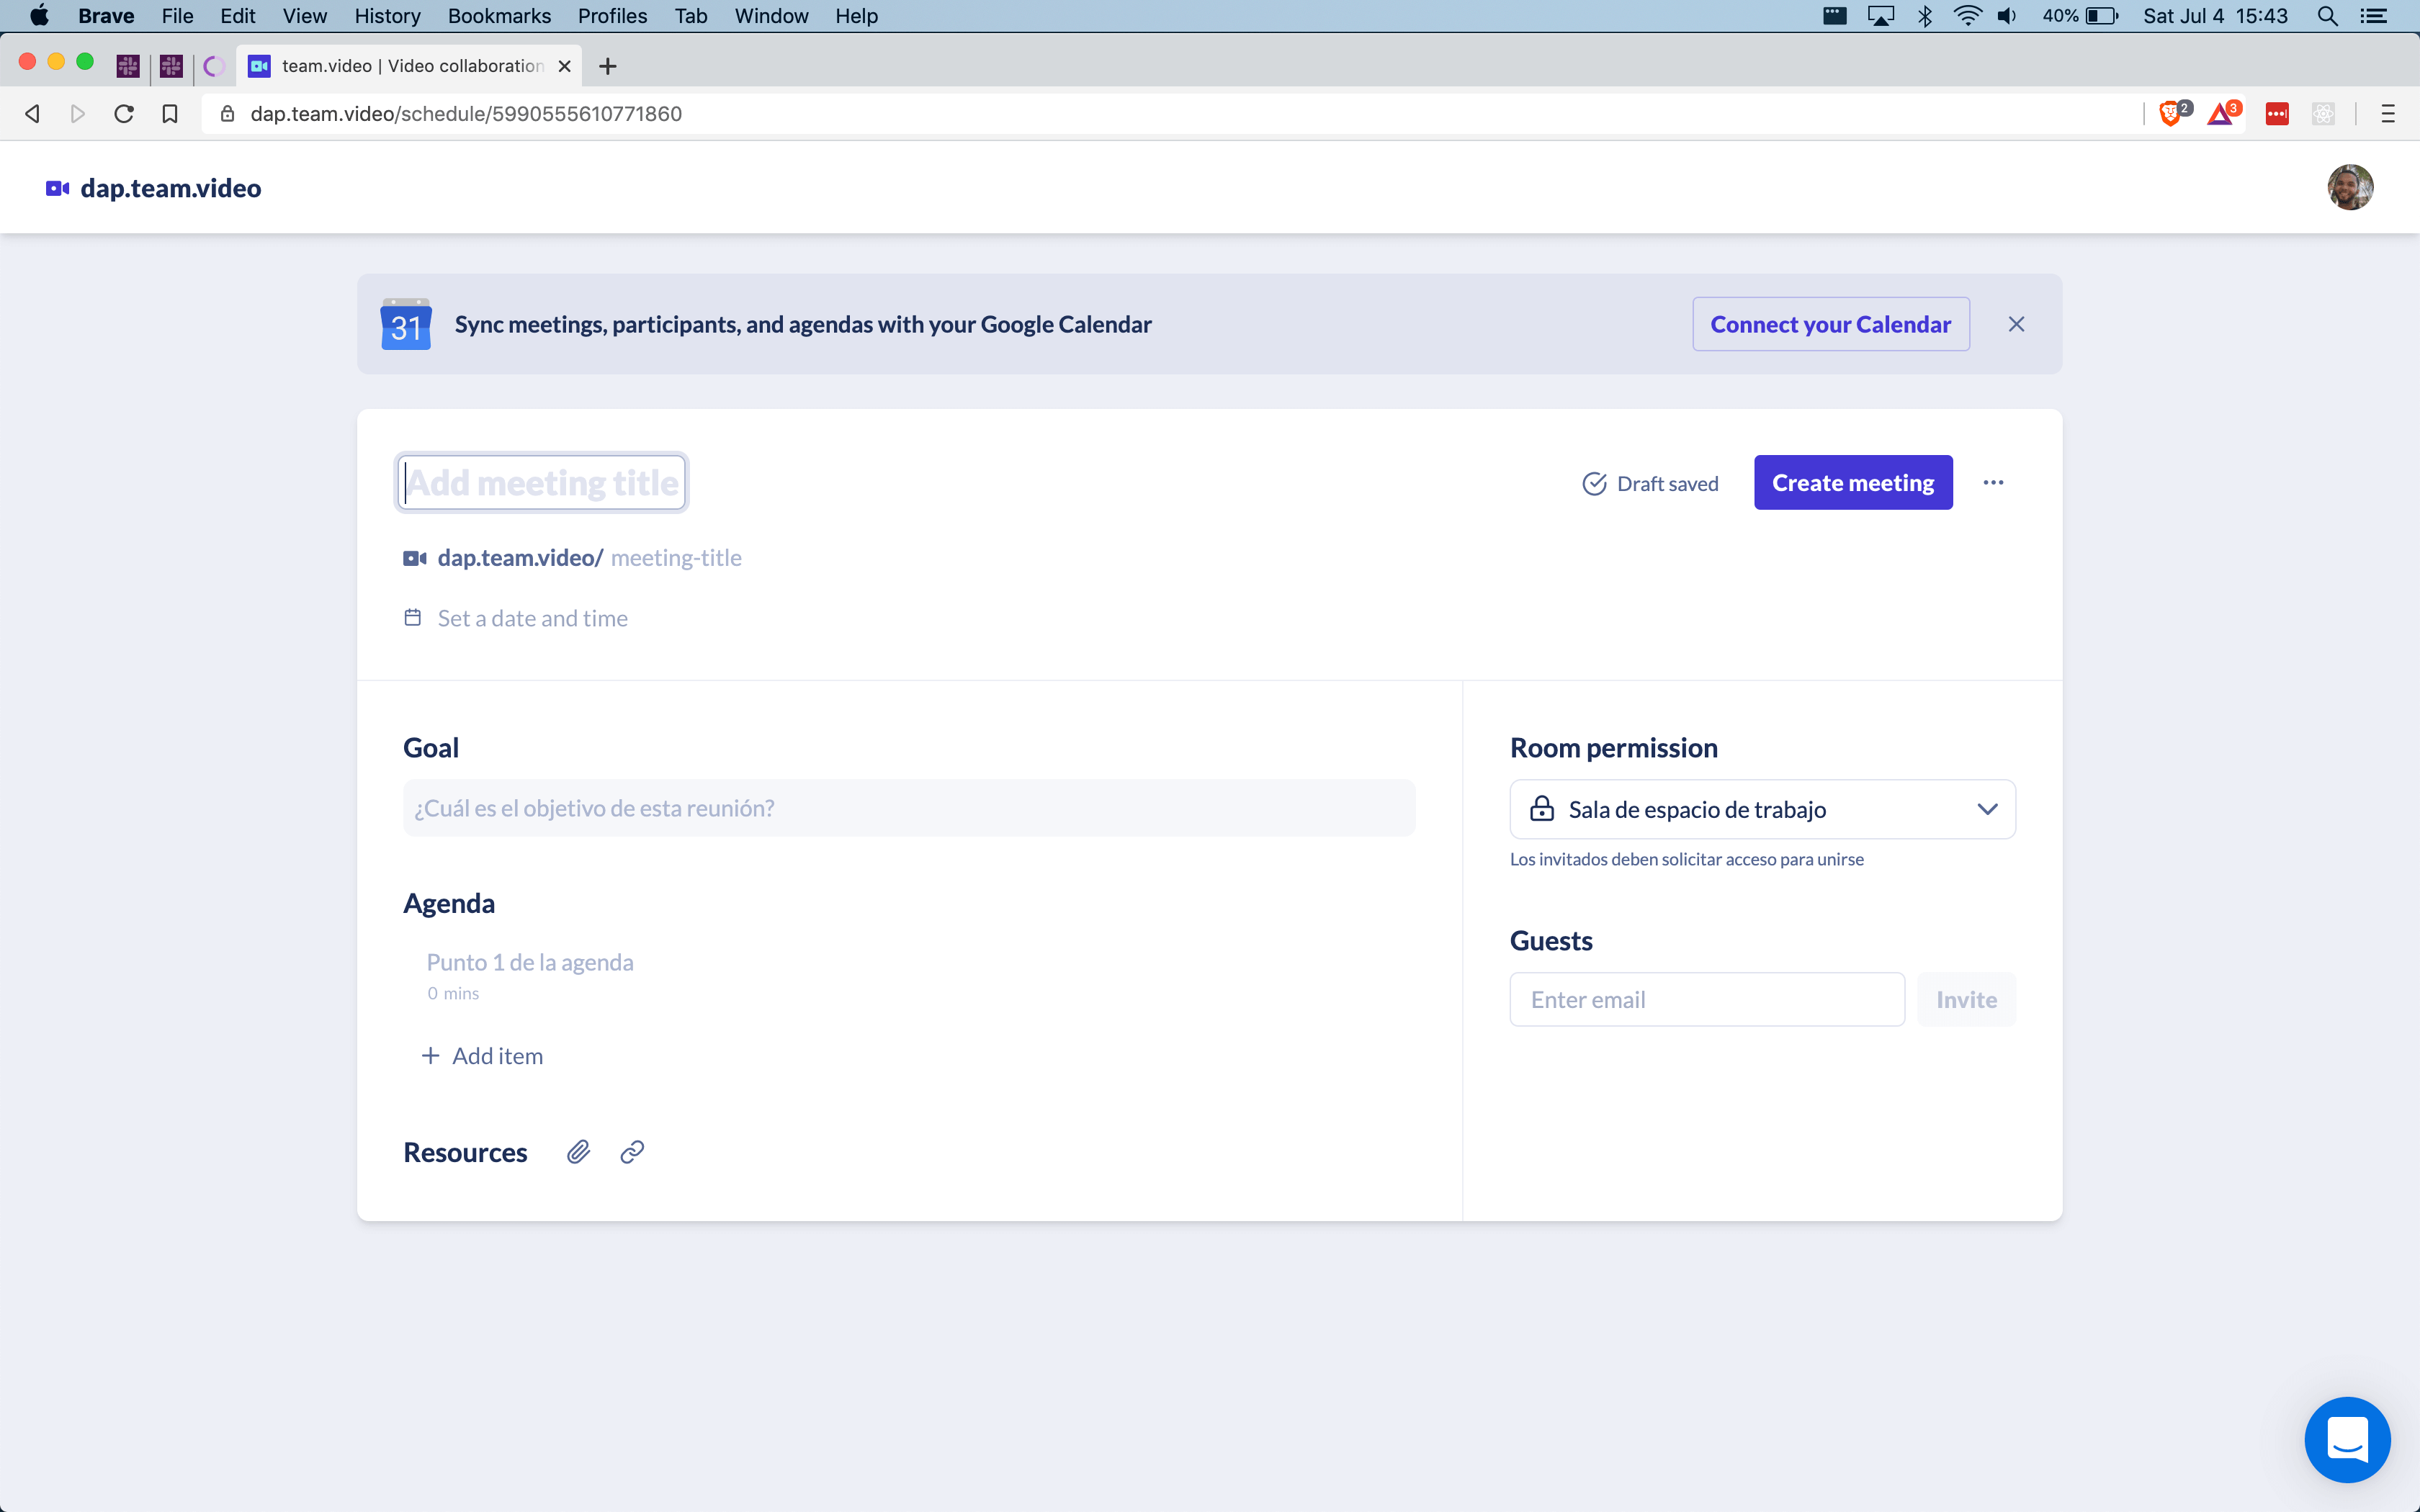 Brave File Edit View History Bookmarks Profiles Tab Window Help 40% Sat Jul 4 15:43
team.video | Video collaboration
dap.team.video/schedule/5990555610771860 2 3
dap.team.video
31 Sync meetings, participants, and agendas with your Google Calendar Connect your Calendar
Add meeting title Draft saved Create meeting
dap.team.video/ meeting-title
Set a date and time
Goal
¿Cuál es el objetivo de esta reunión?
Agenda
Punto 1 de la agenda
0 mins
Add item
Resources
Room permission
Sala de espacio de trabajo
Los invitados deben solicitar acceso para unirse
Guests
Enter email Invite